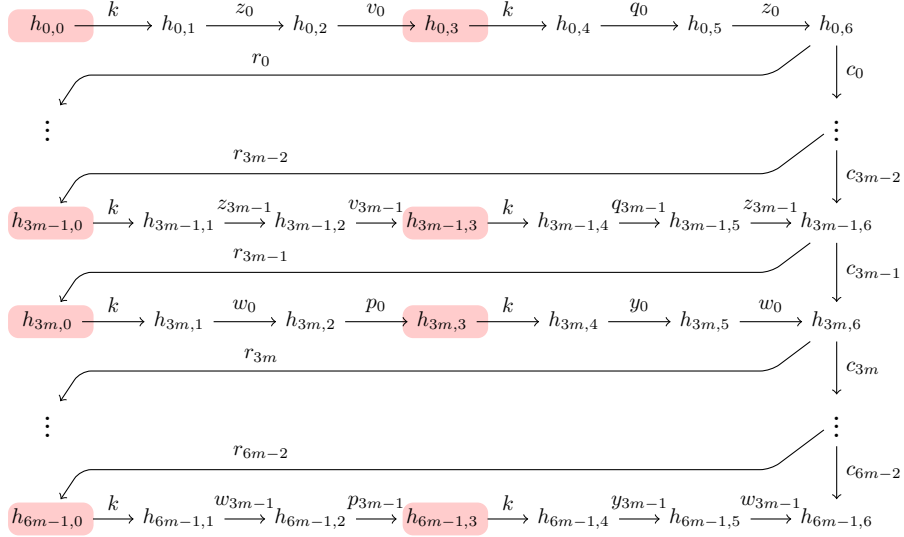 k z_0 v_0 k q_0 z_0
h_{0,0} h_{0,1} h_{0,2} h_{0,3} h_{0,4} h_{0,5} h_{0,6}
r_0 c_0
⋮ ⋮
r_{3m−2} c_{3m−2}
k z_{3m−1} v_{3m−1} k q_{3m−1} z_{3m−1}
h_{3m−1,0} h_{3m−1,1} h_{3m−1,2} h_{3m−1,3} h_{3m−1,4} h_{3m−1,5} h_{3m−1,6}
r_{3m−1} c_{3m−1}
k w_0 p_0 k y_0 w_0
h_{3m,0} h_{3m,1} h_{3m,2} h_{3m,3} h_{3m,4} h_{3m,5} h_{3m,6}
r_{3m} c_{3m}
⋮ ⋮
r_{6m−2} c_{6m−2}
k w_{3m−1} p_{3m−1} k y_{3m−1} w_{3m−1}
h_{6m−1,0} h_{6m−1,1} h_{6m−1,2} h_{6m−1,3} h_{6m−1,4} h_{6m−1,5} h_{6m−1,6}